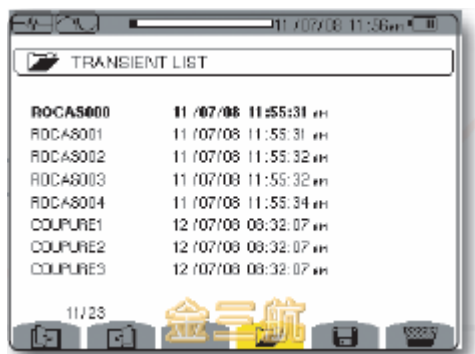 11/07/08 11:56am
TRANSIENT LIST
ROCAS000 11/07/08 11:55:31 am
ROCAS001 11/07/08 11:55:31 am
ROCAS002 11/07/08 11:55:32 am
ROCAS003 11/07/08 11:55:32 am
ROCAS004 11/07/08 11:55:34 am
COUPURE1 12/07/08 08:32:07 am
COUPURE2 12/07/08 08:32:07 am
COUPURE3 12/07/08 08:32:07 am
11/23
金三航